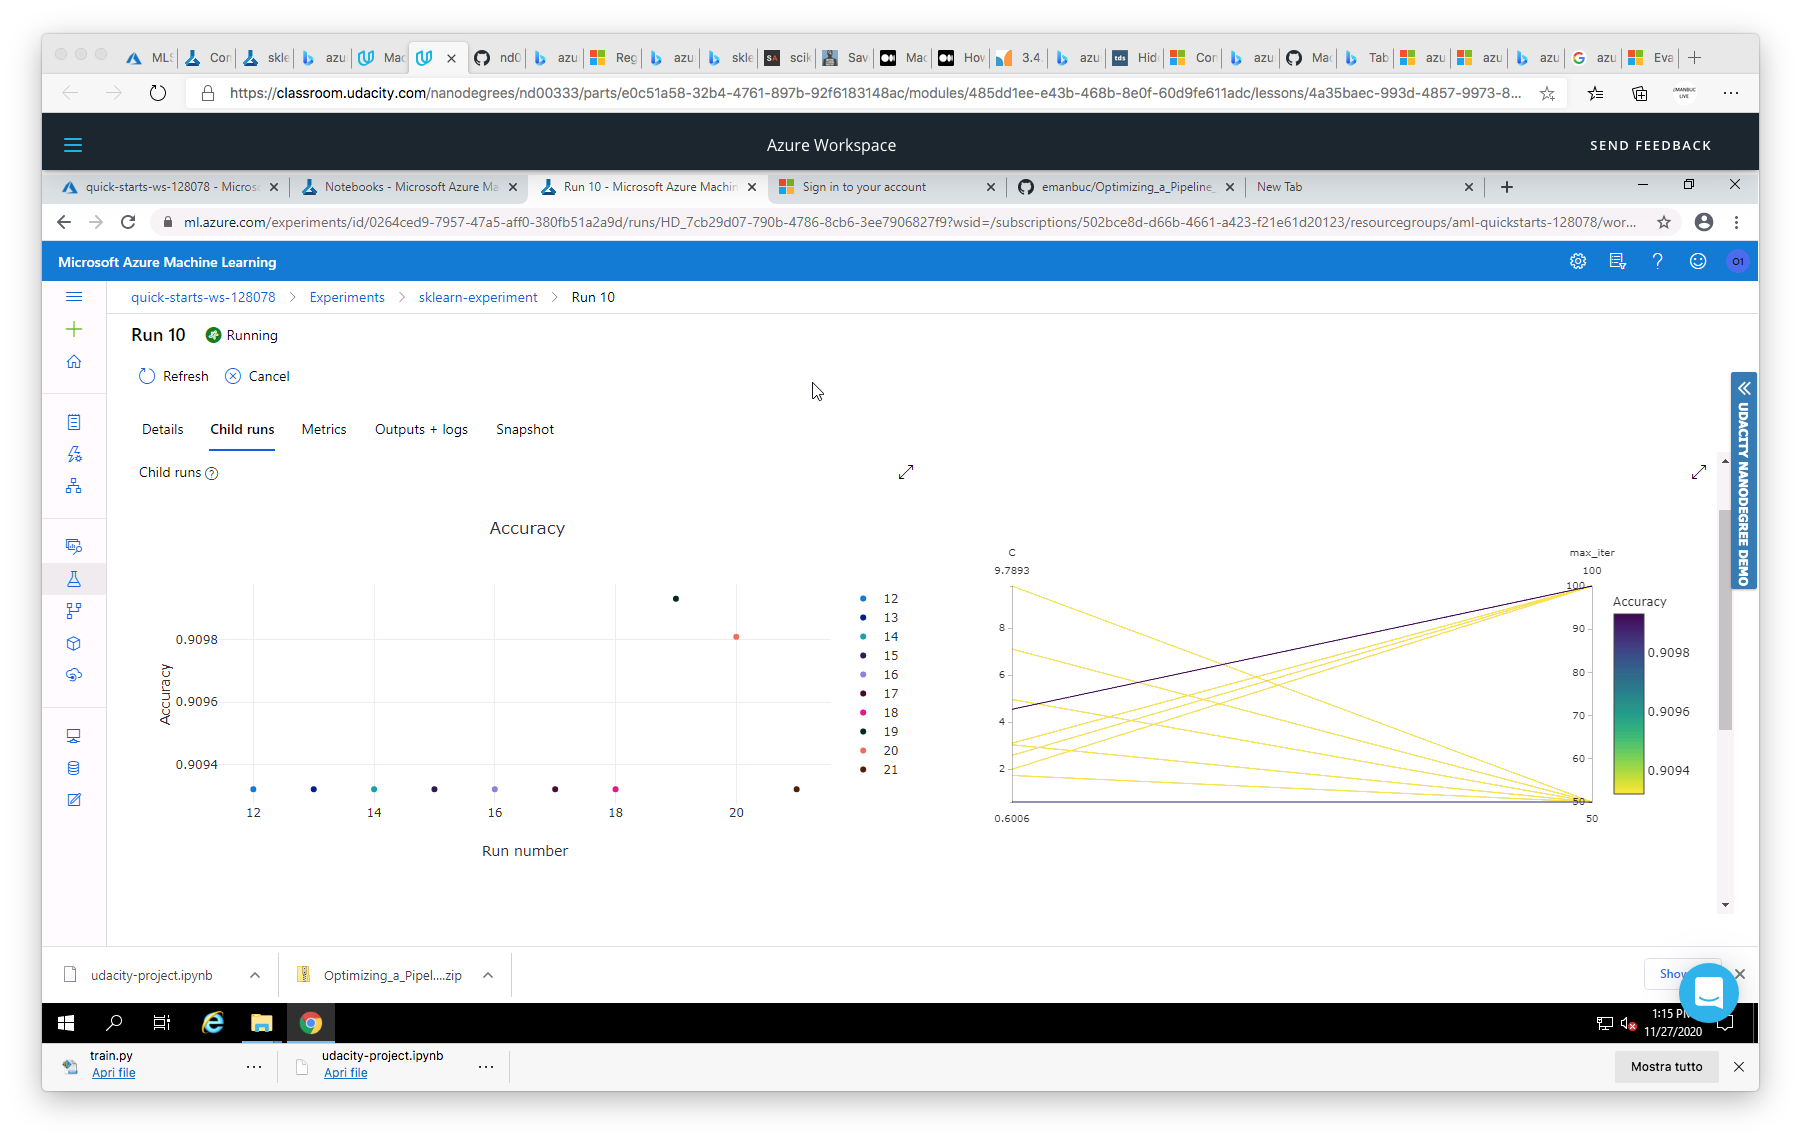 MLS
Con
skle
azu
Mac
nd0
azu
Reg
azu
skle
SA
scik
Sav
Mac
Hov
3.4.
azu
tds
Hid
Cor
azu
Ma
Tab
azu
azu
azu
azu
Eva
https://classroom.udacity.com/nanodegrees/nd00333/parts/e0c51a58-32b4-4761-897b-92f6183148ac/modules/485dd1ee-e43b-468b-8e0f-60d9fe611adc/lessons/4a35baec-993d-4857-9973-8...
Azure Workspace
SEND FEEDBACK
quick-starts-ws-128078 - Micros
Notebooks - Microsoft Azure Ma
Run 10 - Microsoft Azure Machin
Sign in to your account
emanbuc/Optimizing_a_Pipeline_
New Tab
ml.azure.com/experiments/id/0264ced9-7957-47a5-aff0-380fb51a2a9d/runs/HD_7cb29d07-790b-4786-8cb6-3ee7906827f9?wsid=/subscriptions/502bce8d-d66b-4661-a423-f21e61d20123/resourcegroups/aml-quickstarts-128078/wor...
Microsoft Azure Machine Learning
O1
quick-starts-ws-128078 > Experiments > sklearn-experiment > Run 10
Run 10
Running
Refresh
Cancel
Details
Child runs
Metrics
Outputs + logs
Snapshot
UDACITY NANODEGREE DEMO
Child runs
Accuracy
Accuracy
0.9098
0.9096
0.9094
12
14
16
18
20
Run number
12
13
14
15
16
17
18
19
20
21
C
9.7893
8
6
4
2
0.6006
max_iter
100
100
90
80
70
60
50
50
Accuracy
0.9098
0.9096
0.9094
udacity-project.ipynb
Optimizing_a_Pipel....zip
Show
1:15 PM
11/27/2020
train.py
Apri file
udacity-project.ipynb
Apri file
Mostra tutto